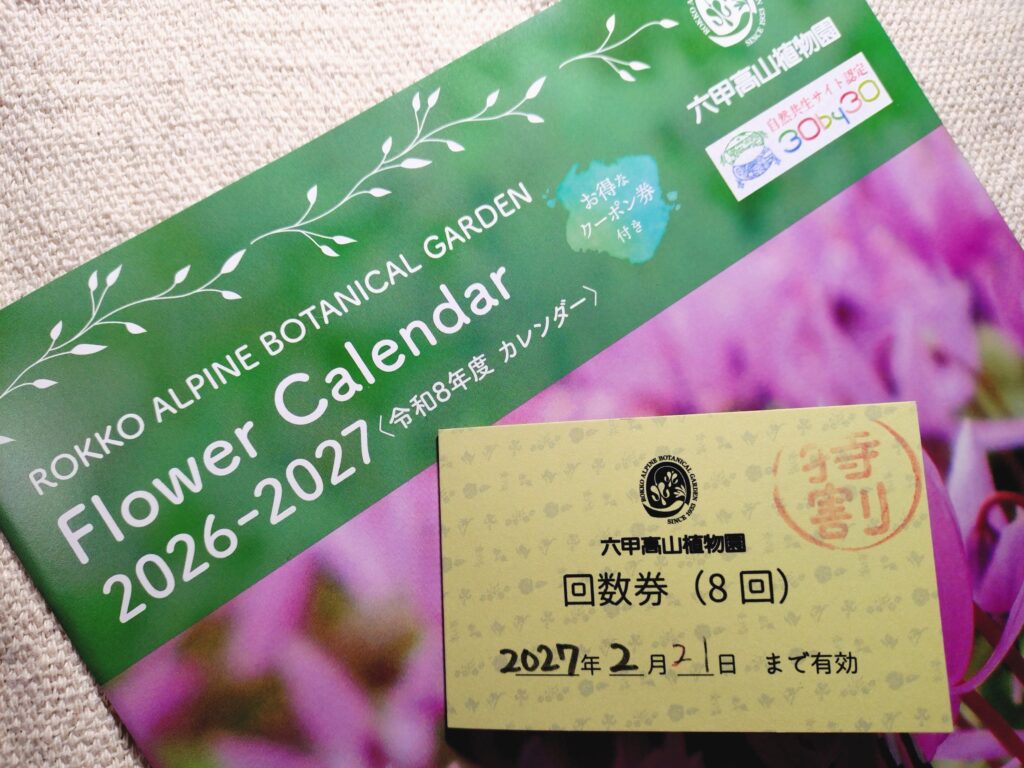 ROKKO ALPINE BOTANICAL GARDEN
Flower Calendar
2026-2027
〈令和8年度 カレンダー〉
お得な
クーポン券
付き
SINCE 1933
六甲高山植物園
自然共生サイト認定
30by30
ROKKO ALPINE BOTANICAL GARDEN
SINCE 1933
六甲高山植物園
特割
回数券（8回）
2027年2月21日 まで有効